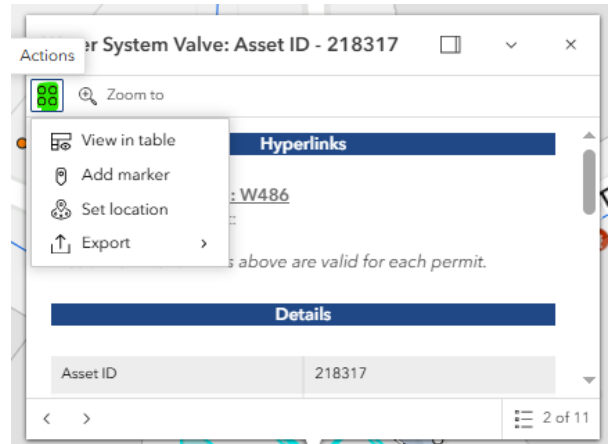 er System Valve: Asset ID - 218317
Actions
Zoom to
View in table
Add marker
Set location
Export
Hyperlinks
: W486
s above are valid for each permit.
Details
Asset ID 218317
2 of 11